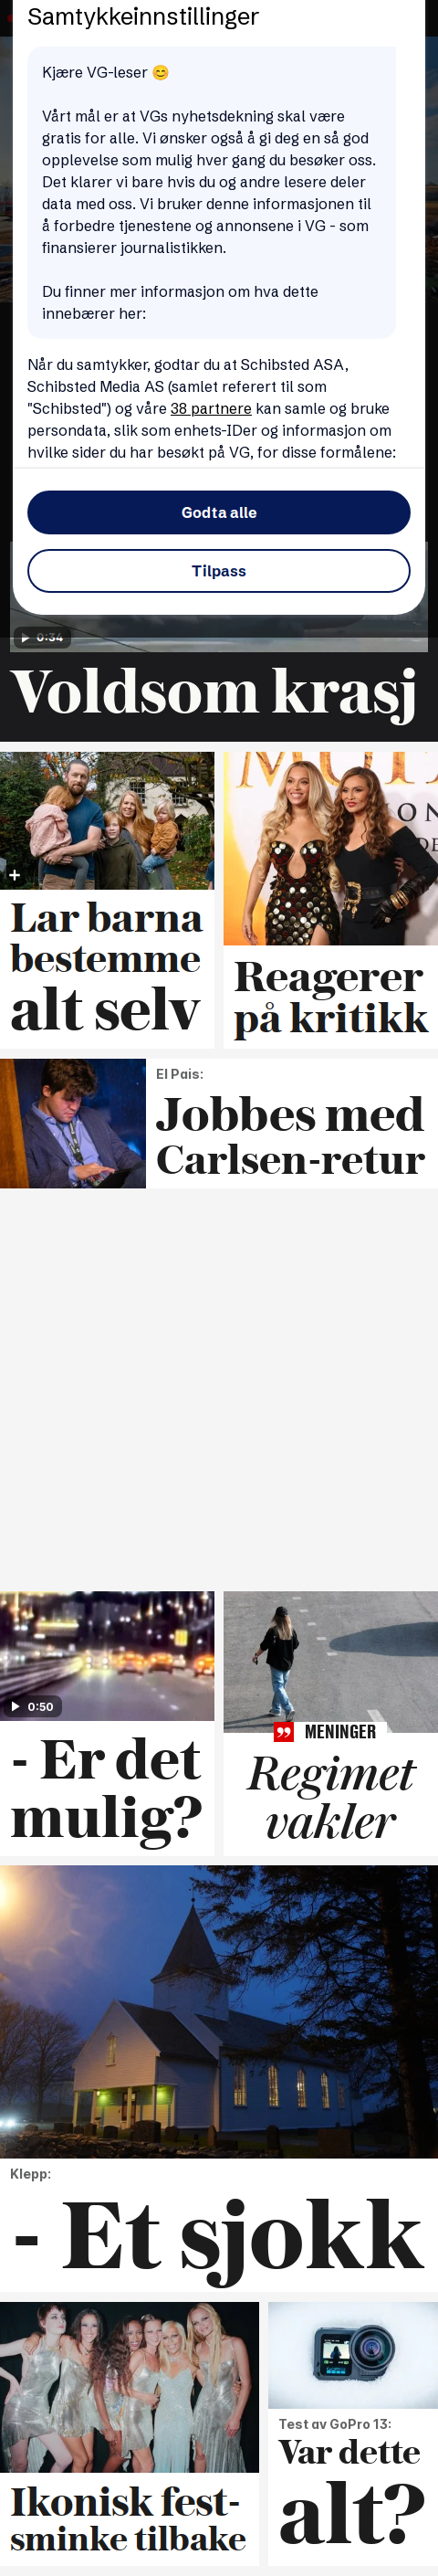 Samtykkeinnstillinger
Kjære VG-leser 😊
Vårt mål er at VGs nyhetsdekning skal være
gratis for alle. Vi ønsker også å gi deg en så god
opplevelse som mulig hver gang du besøker oss.
Det klarer vi bare hvis du og andre lesere deler
data med oss. Vi bruker denne informasjonen til
å forbedre tjenestene og annonsene i VG - som
finansierer journalistikken.
Du finner mer informasjon om hva dette
innebærer her:
Når du samtykker, godtar du at Schibsted ASA,
Schibsted Media AS (samlet referert til som
"Schibsted") og våre 38 partnere kan samle og bruke
persondata, slik som enhets-IDer og informasjon om
hvilke sider du har besøkt på VG, for disse formålene:
Godta alle
Tilpass
0:34
Voldsom krasj
Lar barna
bestemme
alt selv
Reagerer
på kritikk
El Pais:
Jobbes med
Carlsen-retur
0:50
- Er det
mulig?
MENINGER
Regimet
vakler
Klepp:
- Et sjokk
Ikonisk fest-
sminke tilbake
Test av GoPro 13:
Var dette
alt?